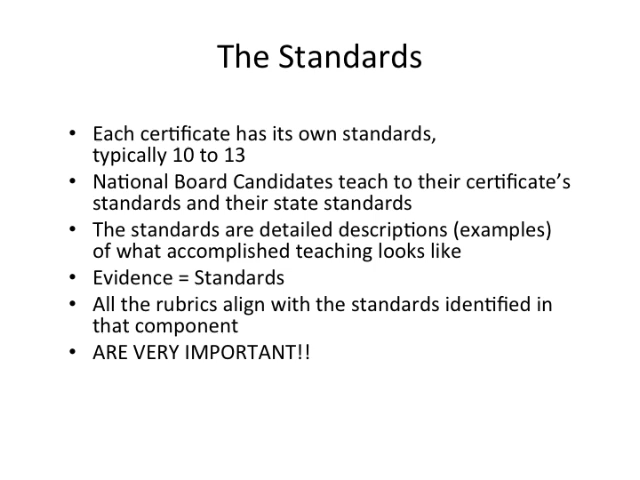 The Standards
• Each certificate has its own standards,
typically 10 to 13
• National Board Candidates teach to their certificate’s
standards and their state standards
• The standards are detailed descriptions (examples)
of what accomplished teaching looks like
• Evidence = Standards
• All the rubrics align with the standards identified in
that component
• ARE VERY IMPORTANT!!